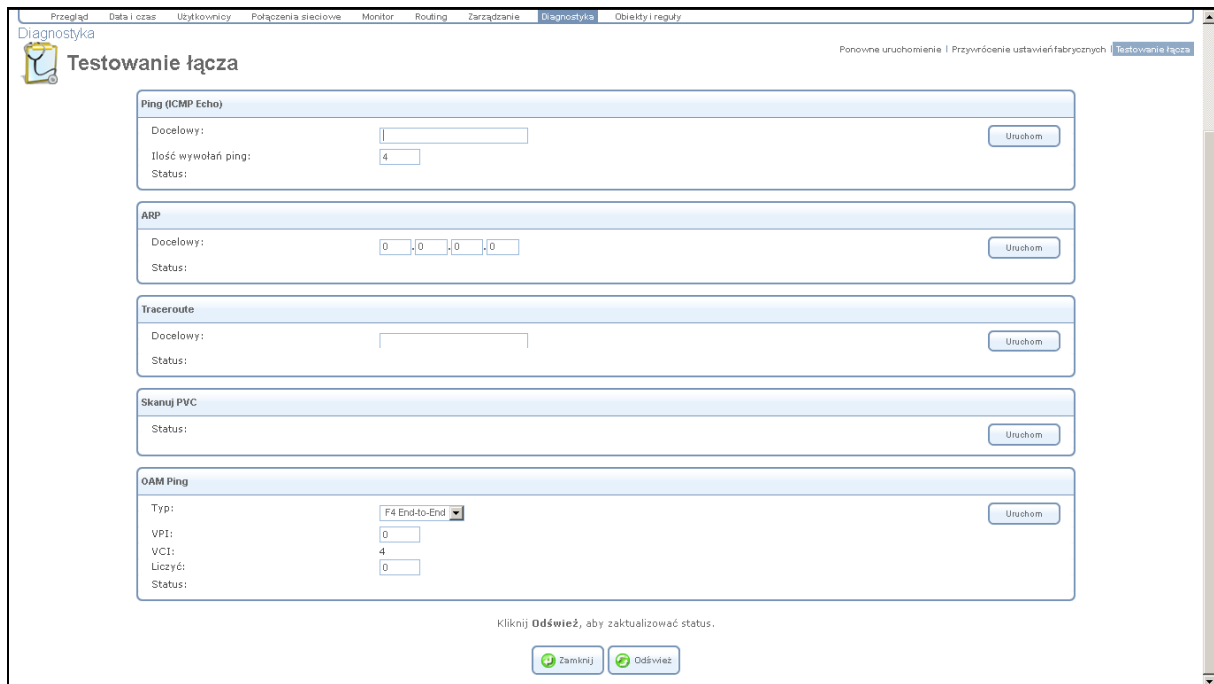 Przegląd Data i czas Użytkownicy Połączenia sieciowe Monitor Routing Zarządzanie Diagnostyka Obiekty i reguły
Diagnostyka
Ponowne uruchomienie | Przywrócenie ustawień fabrycznych | Testowanie łącza
Testowanie łącza
Ping (ICMP Echo)
Docelowy:
Uruchom
Ilość wywołań ping: 4
Status:
ARP
Docelowy: 0 .0 .0 .0
Uruchom
Status:
Traceroute
Docelowy:
Uruchom
Status:
Skanuj PVC
Status:
Uruchom
OAM Ping
Typ: F4 End-to-End
Uruchom
VPI: 0
VCI: 4
Liczyć: 0
Status:
Kliknij Odśwież, aby zaktualizować status.
Zamknij Odśwież